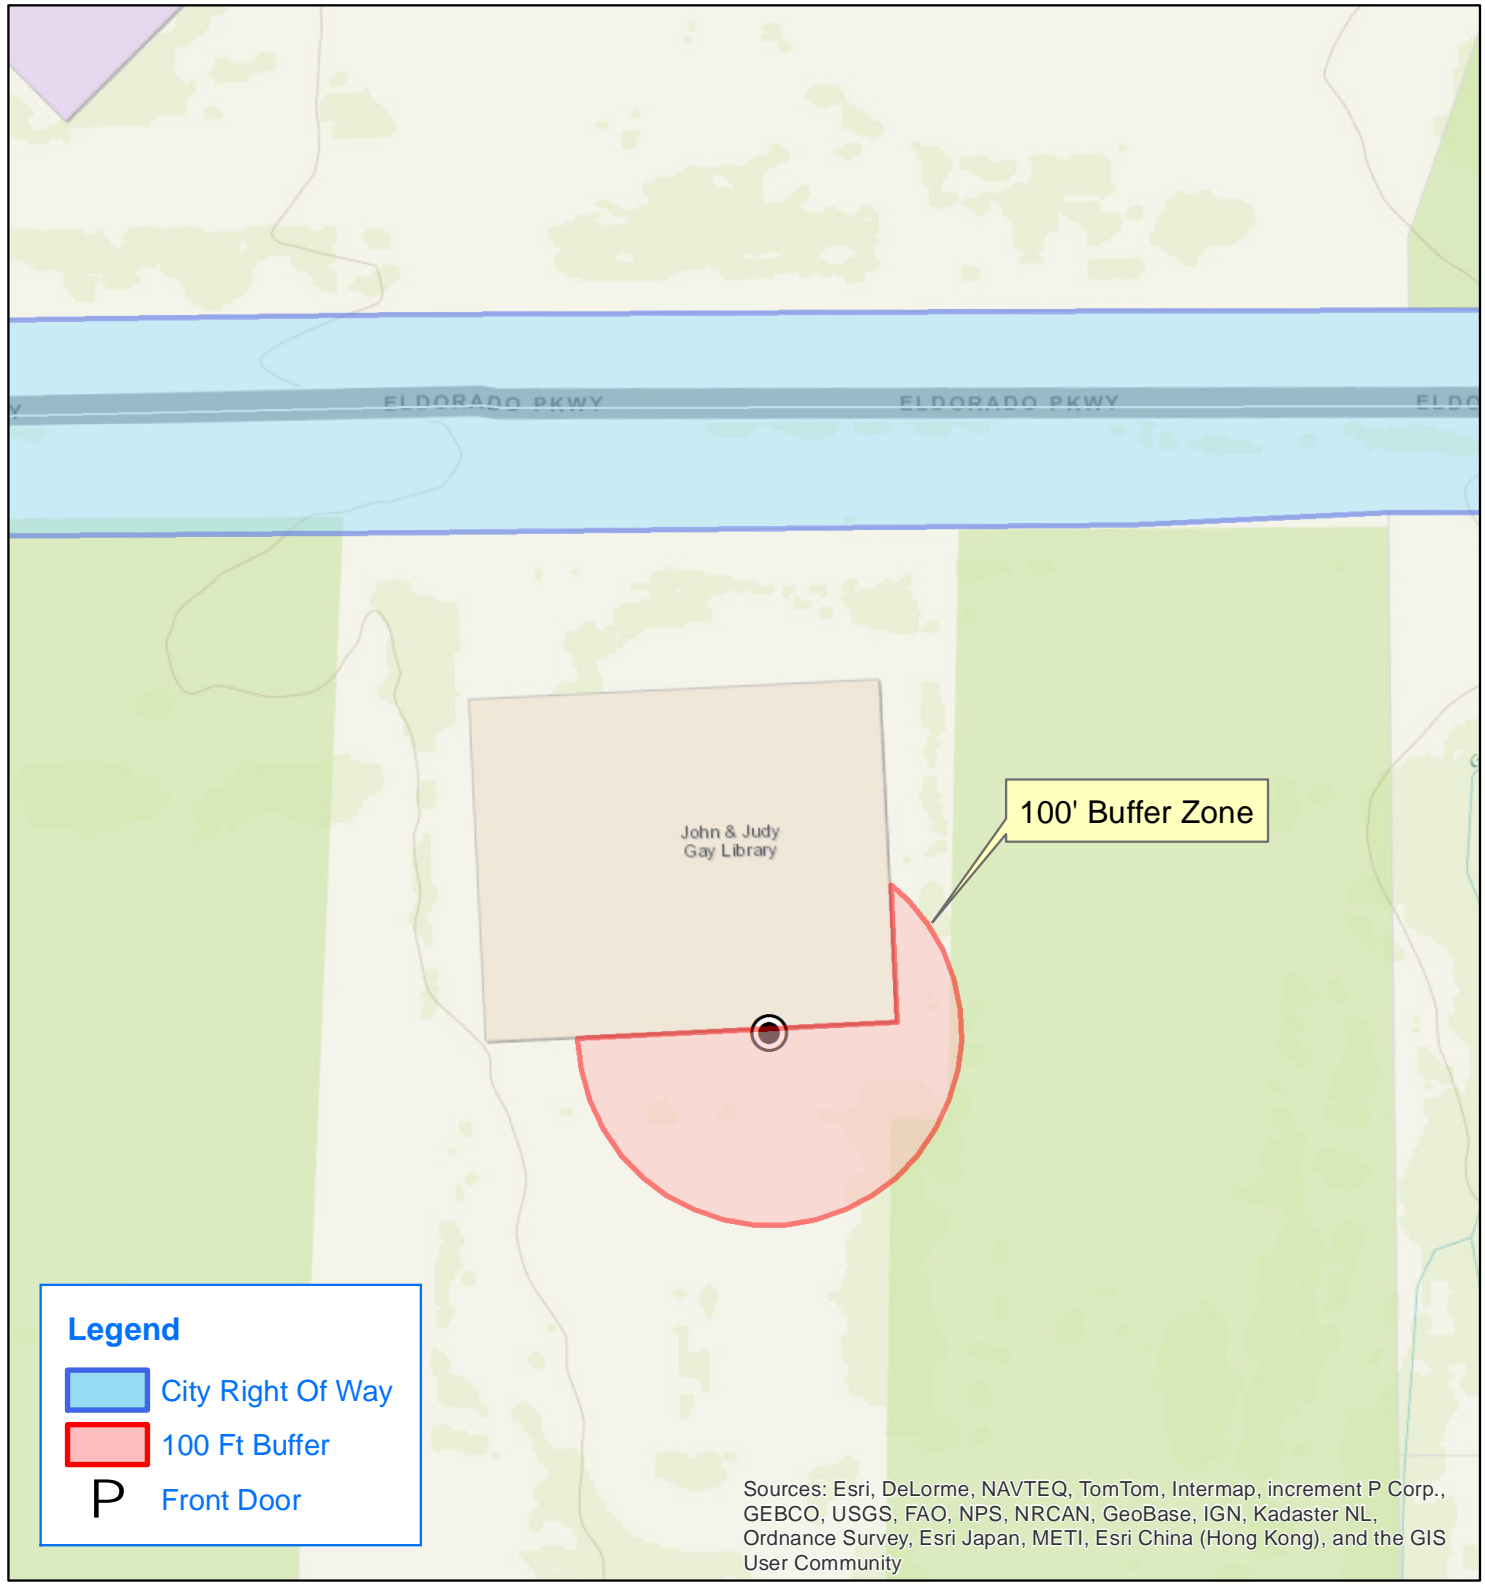 Y
ELDORADO PKWY
ELDORADO PKWY
ELDO
John & Judy
Gay Library
100' Buffer Zone
Legend
City Right Of Way
100 Ft Buffer
P
Front Door
Sources: Esri, DeLorme, NAVTEQ, TomTom, Intermap, increment P Corp.,
GEBCO, USGS, FAO, NPS, NRCAN, GeoBase, IGN, Kadaster NL,
Ordnance Survey, Esri Japan, METI, Esri China (Hong Kong), and the GIS
User Community